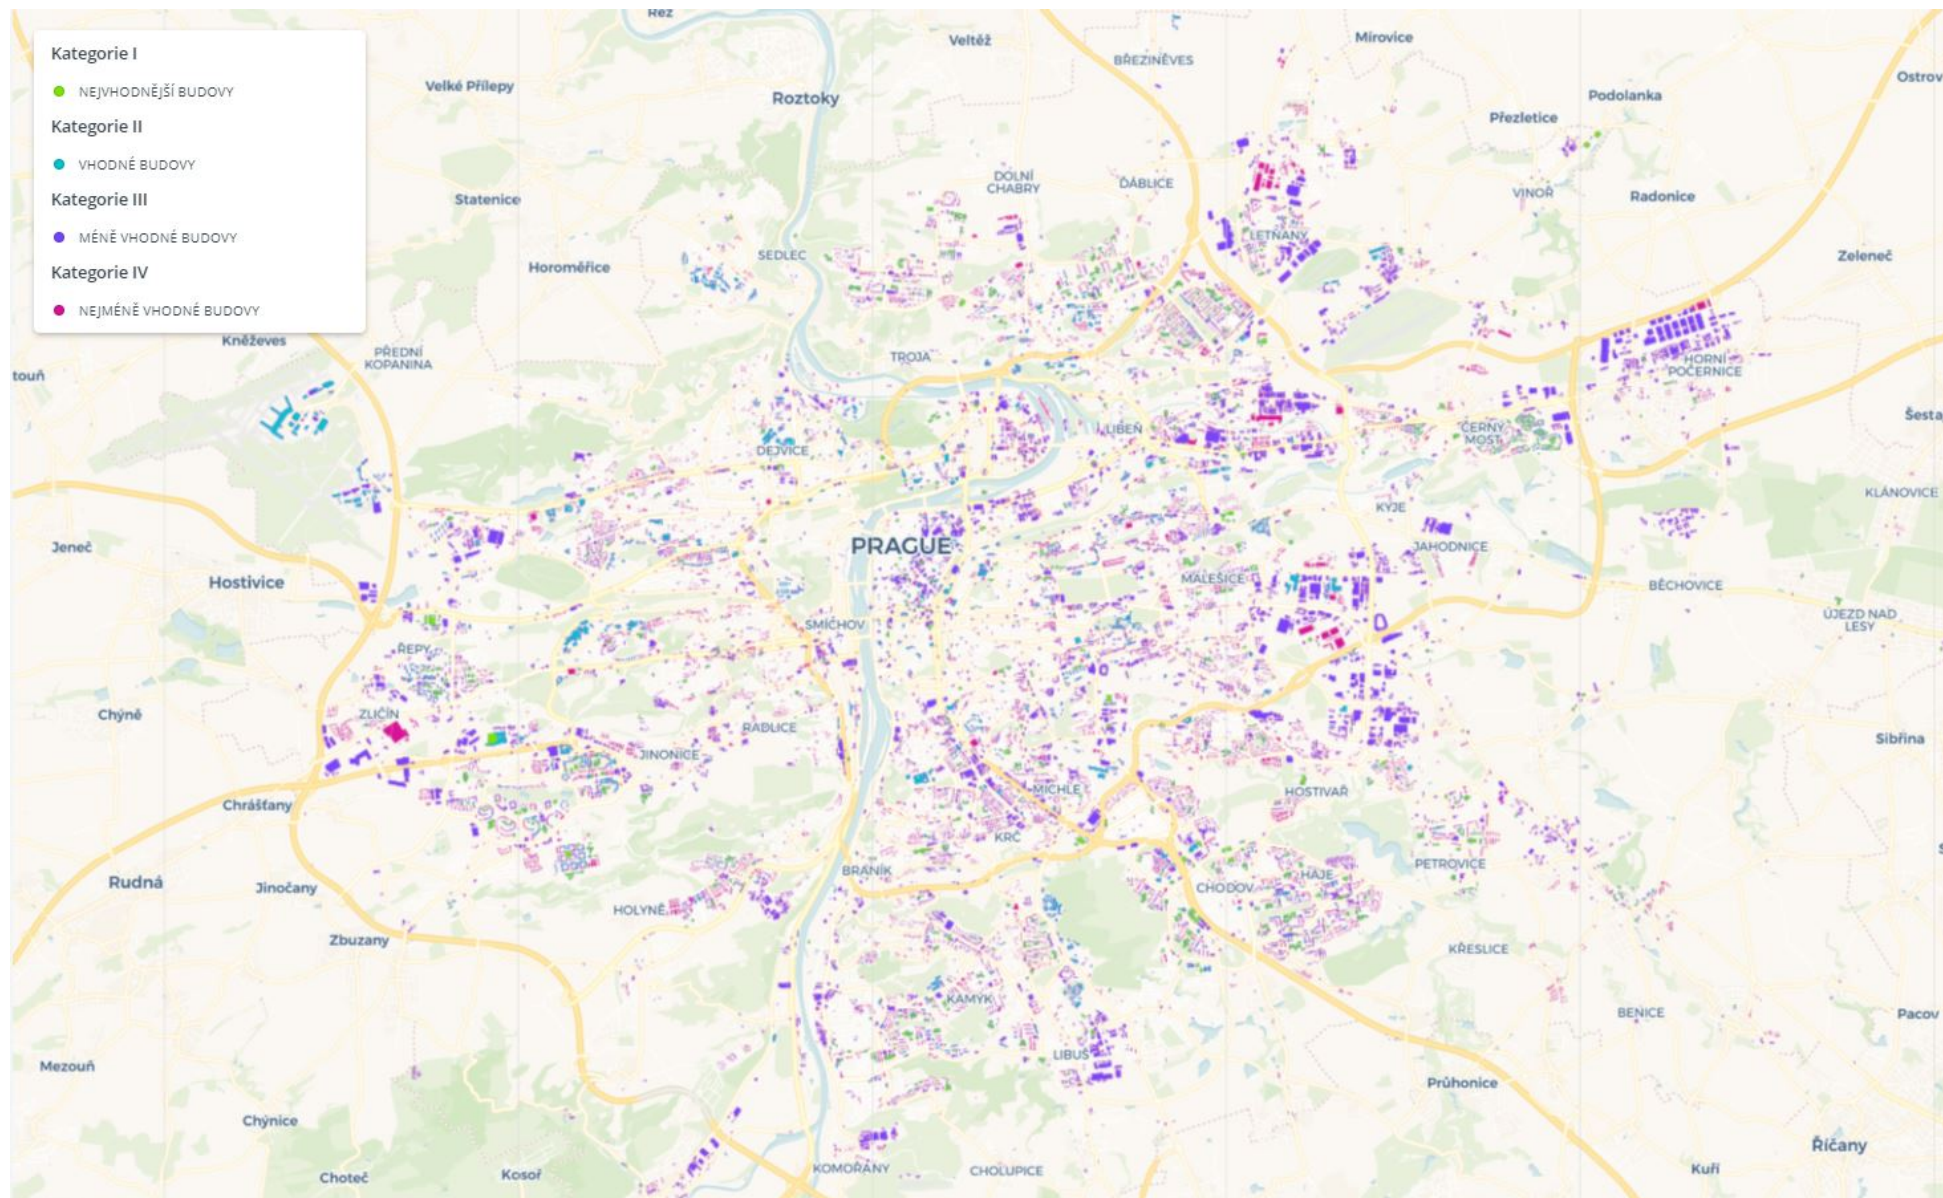 Kategorie I
NEJVHODNĚJŠÍ BUDOVY
Kategorie II
VHODNÉ BUDOVY
Kategorie III
MÉNĚ VHODNÉ BUDOVY
Kategorie IV
NEJMÉNĚ VHODNÉ BUDOVY
Řež
Veltěž
Mírovice
BŘEZINĚVES
Ostrov
Velké Přílepy
Roztoky
Podolanka
Přezletice
DOLNÍ
CHABRY
ĎÁBLICE
VINOŘ
Radonice
Statenice
LETŇANY
SEDLEC
Zeleneč
Horoměřice
Kněževes
PŘEDNÍ
KOPANINA
TROJA
HORNÍ
POČERNICE
touň
Šesta
LIBEŇ
ČERNÝ
MOST
DEJVICE
KLÁNOVICE
KYJE
Jeneč
PRAGUE
JAHODNICE
Hostivice
MALEŠICE
BĚCHOVICE
SMÍCHOV
ÚJEZD NAD
LESY
ŘEPY
Chýně
ZLIČÍN
RADLICE
Sibřina
JINONICE
Chrášťany
MICHLE
HOSTIVAŘ
KRČ
Rudná
Jinočany
BRANÍK
PETROVICE
CHODOV
HÁJE
HOLYNĚ
Zbuzany
KŘESLICE
KAMÝK
BENICE
Pacov
LIBUŠ
Mezouň
Průhonice
Chýnice
Říčany
Choteč
Kosoř
KOMOŘANY
CHOLUPICE
Kuří